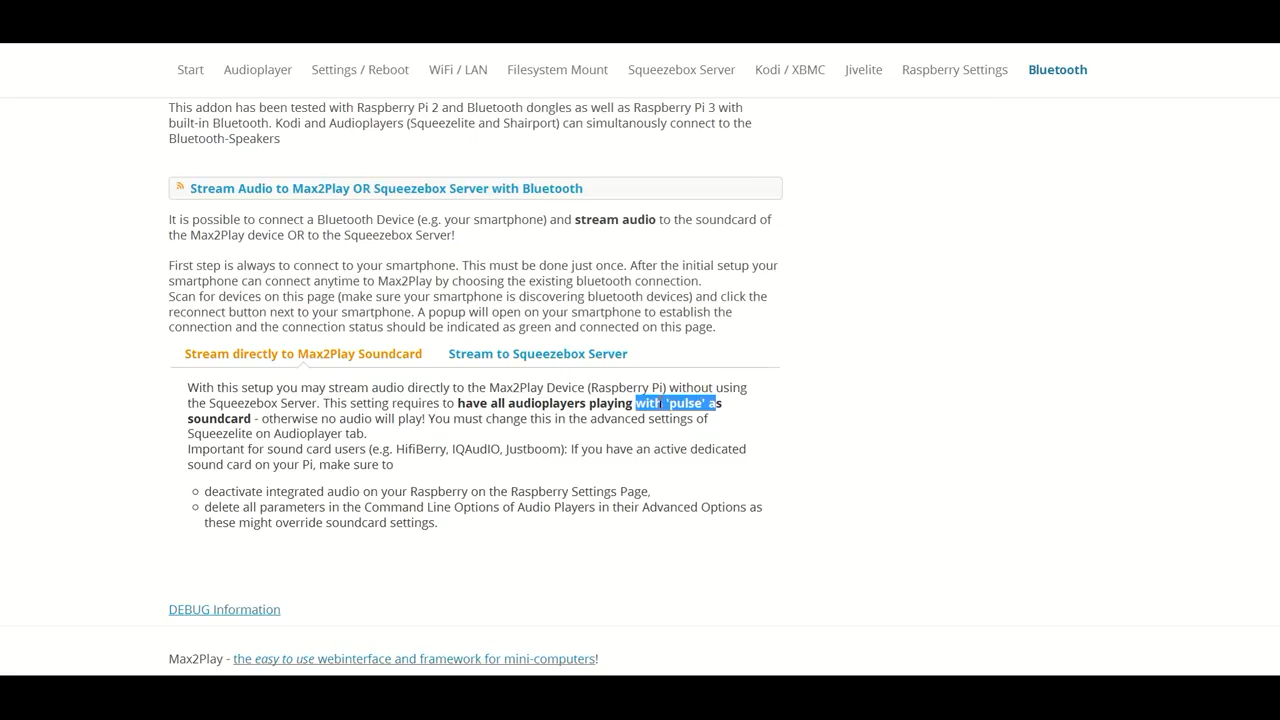 Start Audioplayer Settings / Reboot WiFi / LAN Filesystem Mount Squeezebox Server Kodi / XBMC Jivelite Raspberry Settings Bluetooth
This addon has been tested with Raspberry Pi 2 and Bluetooth dongles as well as Raspberry Pi 3 with
built-in Bluetooth. Kodi and Audioplayers (Squeezelite and Shairport) can simultanously connect to the
Bluetooth-Speakers
Stream Audio to Max2Play OR Squeezebox Server with Bluetooth
It is possible to connect a Bluetooth Device (e.g. your smartphone) and stream audio to the soundcard of
the Max2Play device OR to the Squeezebox Server!
First step is always to connect to your smartphone. This must be done just once. After the initial setup your
smartphone can connect anytime to Max2Play by choosing the existing bluetooth connection.
Scan for devices on this page (make sure your smartphone is discovering bluetooth devices) and click the
reconnect button next to your smartphone. A popup will open on your smartphone to establish the
connection and the connection status should be indicated as green and connected on this page.
Stream directly to Max2Play Soundcard Stream to Squeezebox Server
With this setup you may stream audio directly to the Max2Play Device (Raspberry Pi) without using
the Squeezebox Server. This setting requires to have all audioplayers playing with 'pulse' as
soundcard - otherwise no audio will play! You must change this in the advanced settings of
Squeezelite on Audioplayer tab.
Important for sound card users (e.g. HifiBerry, IQAudIO, Justboom): If you have an active dedicated
sound card on your Pi, make sure to
deactivate integrated audio on your Raspberry on the Raspberry Settings Page,
delete all parameters in the Command Line Options of Audio Players in their Advanced Options as
these might override soundcard settings.
DEBUG Information
Max2Play - the easy to use webinterface and framework for mini-computers!